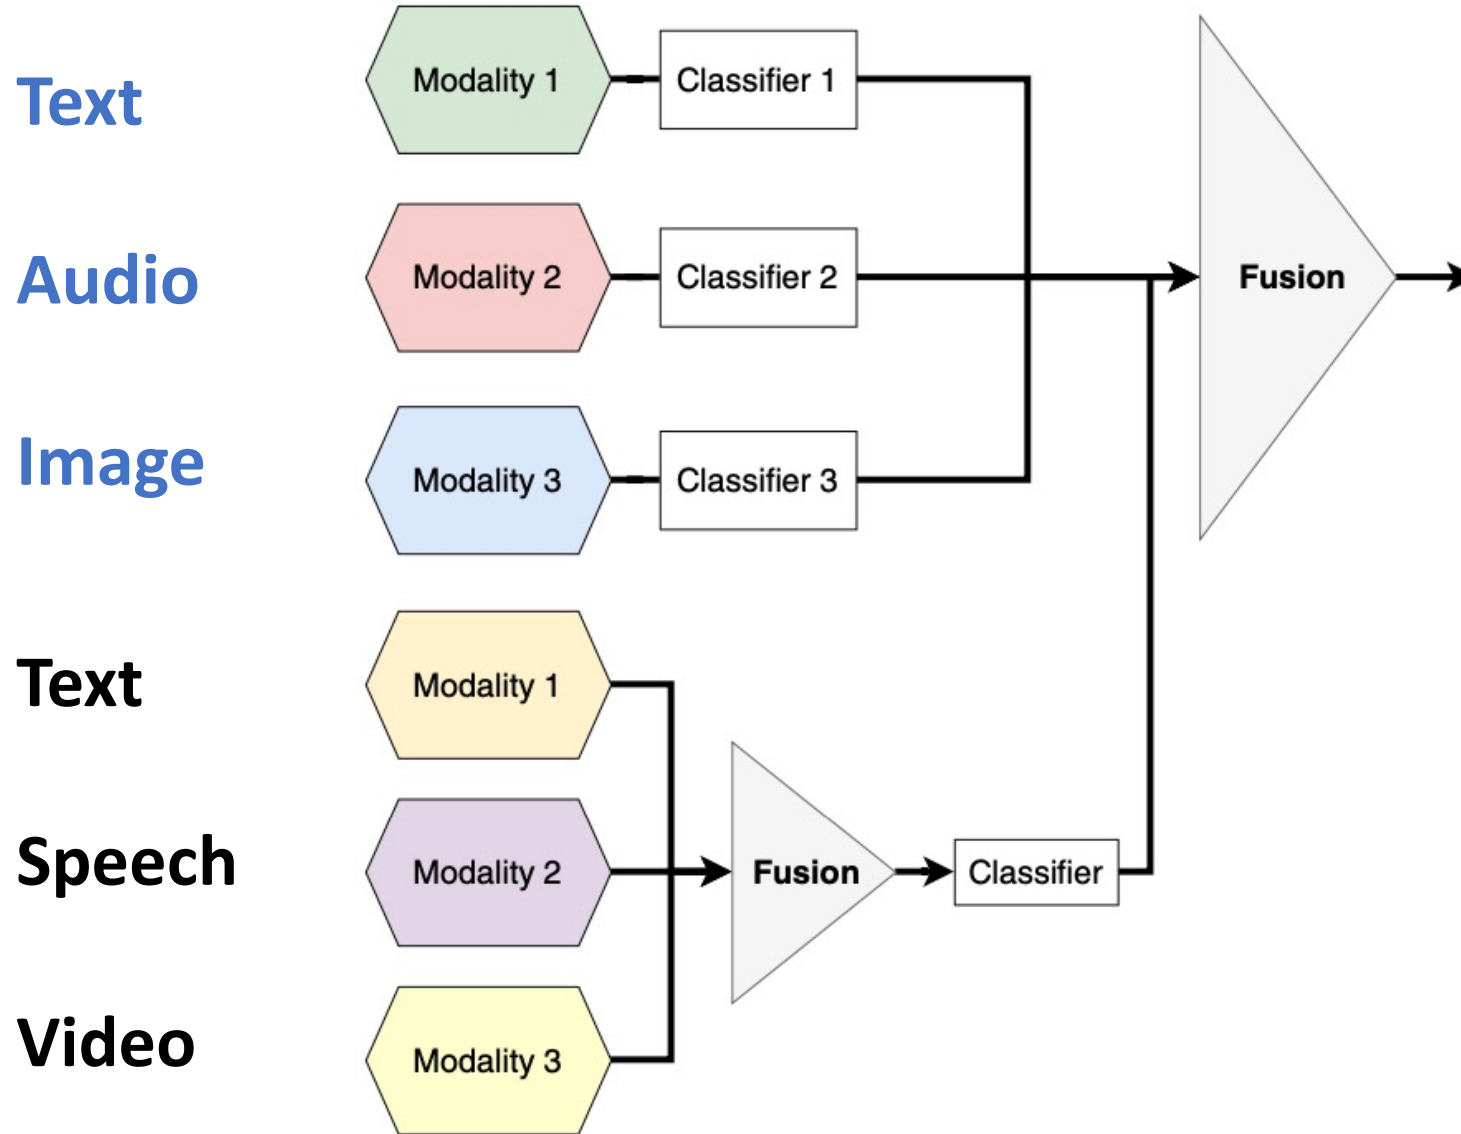 Text
Modality 1
Classifier 1
Audio
Modality 2
Classifier 2
Fusion
Image
Modality 3
Classifier 3
Text
Modality 1
Speech
Modality 2
Fusion
Classifier
Video
Modality 3